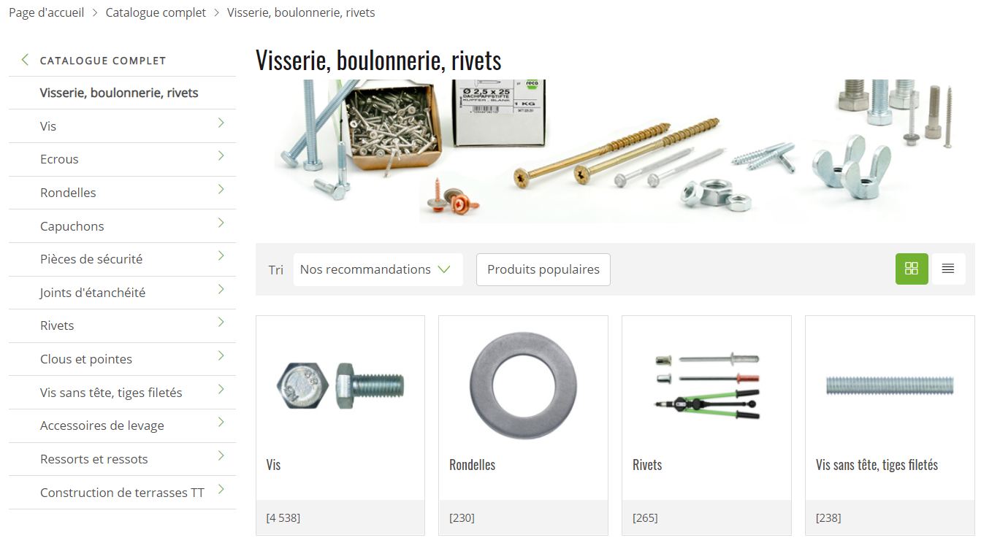 Page d'accueil > Catalogue complet > Visserie, boulonnerie, rivets
CATALOGUE COMPLET
Visserie, boulonnerie, rivets
Vis
Ecrous
Rondelles
Capuchons
Pièces de sécurité
Joints d'étanchéité
Rivets
Clous et pointes
Vis sans tête, tiges filetés
Accessoires de levage
Ressorts et ressots
Construction de terrasses TT
Visserie, boulonnerie, rivets
reca
Ø 2,5 x 25
DACHPAPPSTIFTE
KUPFER - BLANK
1 KG
Tri
Nos recommandations
Produits populaires
Vis
[4 538]
Rondelles
[230]
Rivets
[265]
Vis sans tête, tiges filetés
[238]